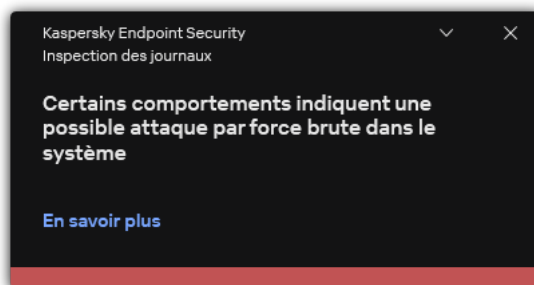 Kaspersky Endpoint Security
Inspection des journaux
Certains comportements indiquent une
possible attaque par force brute dans le
système
En savoir plus